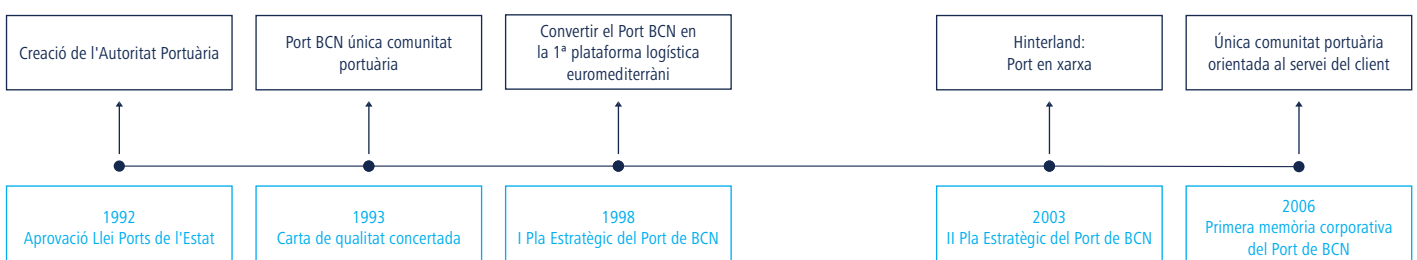 Creació de l'Autoritat Portuària
Port BCN única comunitat
portuària
Convertir el Port BCN en
la 1ª plataforma logística
euromediterràni
Hinterland:
Port en xarxa
Única comunitat portuària
orientada al servei del client
1992
Aprovació Llei Ports de l'Estat
1993
Carta de qualitat concertada
1998
I Pla Estratègic del Port de BCN
2003
II Pla Estratègic del Port de BCN
2006
Primera memòria corporativa
del Port de BCN